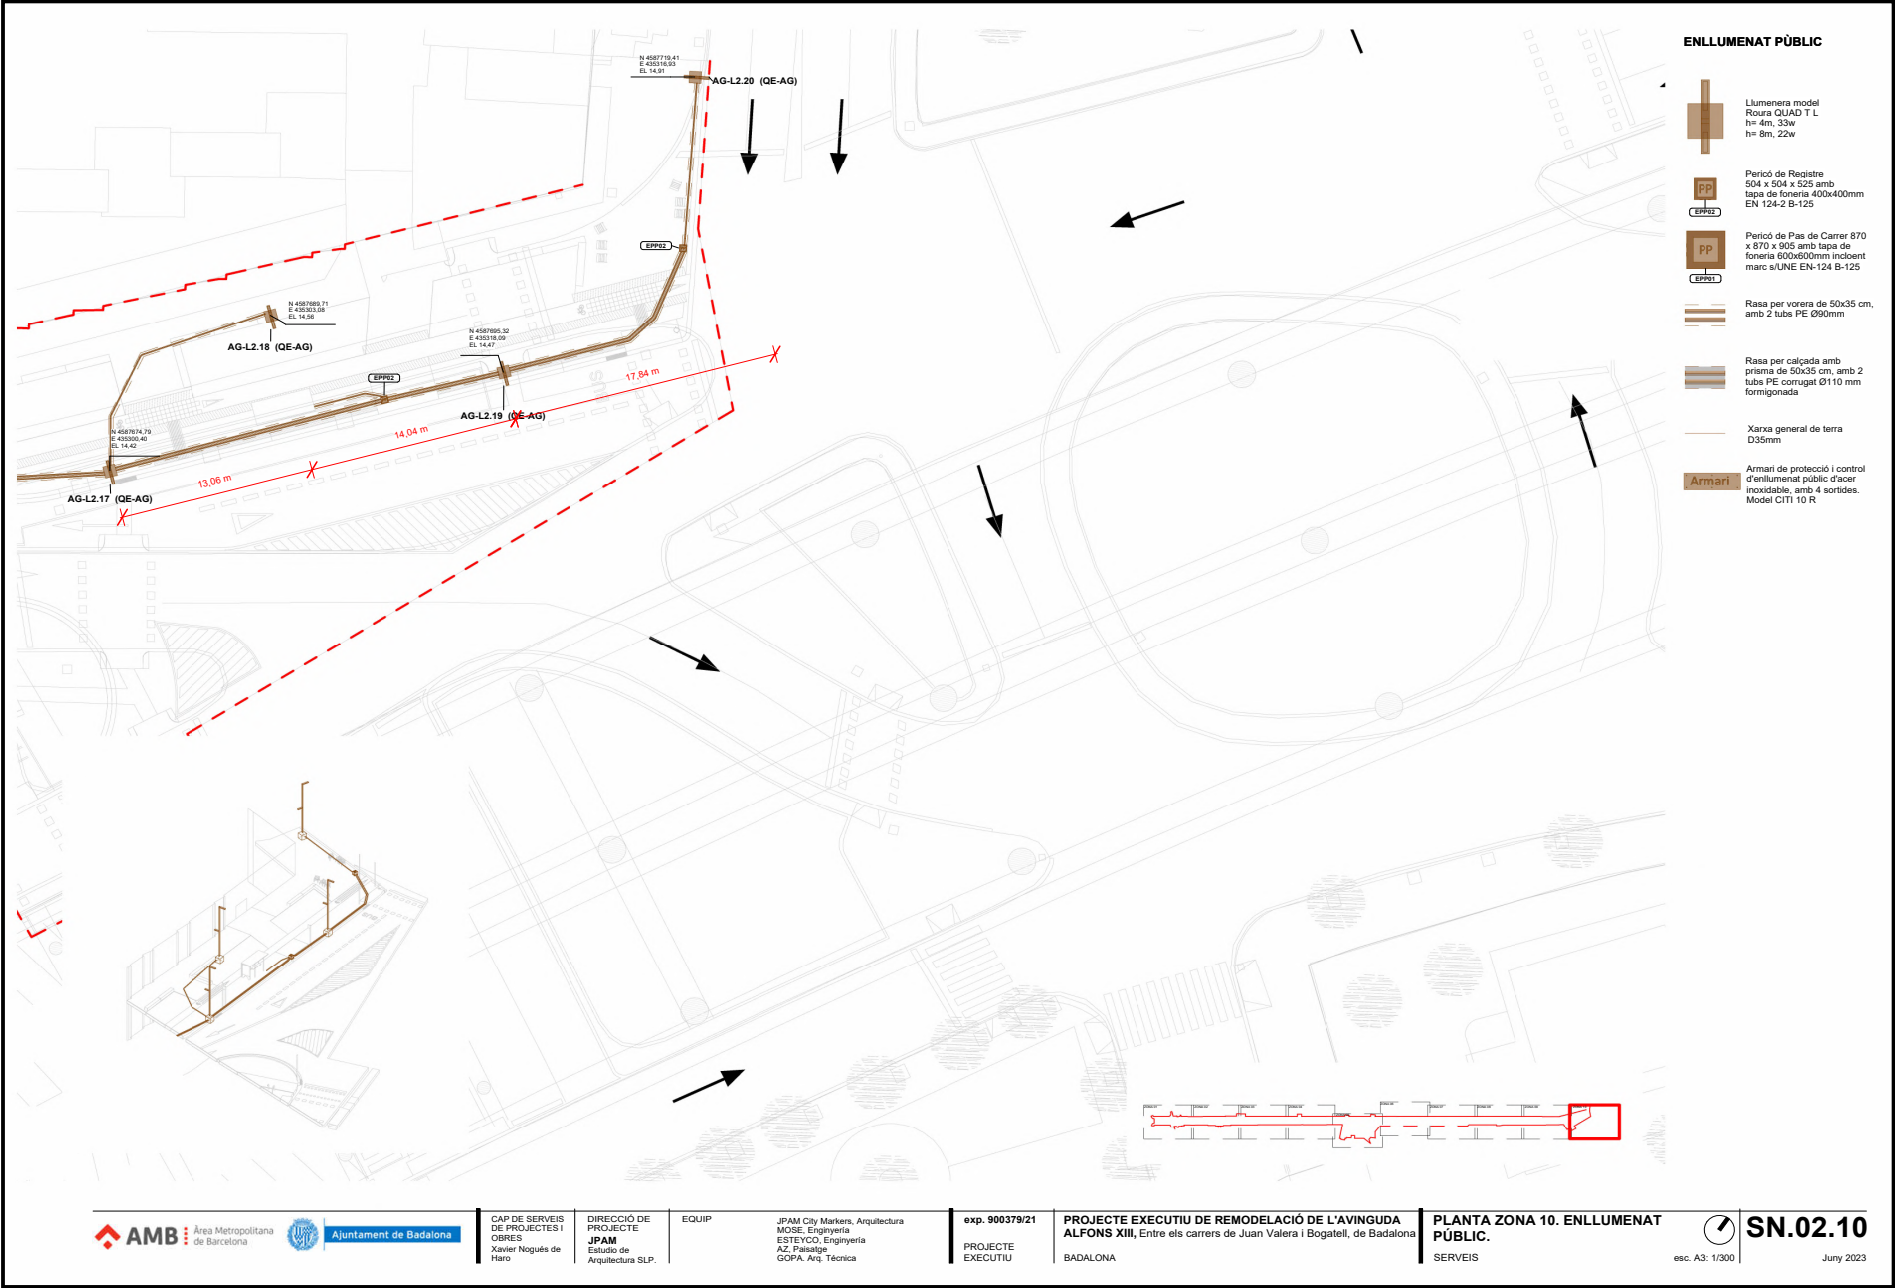 N 4587719,41
E 435316,93
EL 14,91
AG-L2.20 (QE-AG)
EPP02
N 4587689,71
E 435303,08
EL 14,56
AG-L2.18 (QE-AG)
N 4587695,32
E 435318,09
EL 14,47
EPP02
AG-L2.19 (QE-AG)
17,84 m
14,04 m
N 4587674,79
E 435300,40
EL 14,42
13,06 m
AG-L2.17 (QE-AG)
ENLLUMENAT PÙBLIC
Llumenera model
Roura QUAD T L
h= 4m, 33w
h= 8m, 22w
PP
EPP02
Pericó de Registre
504 x 504 x 525 amb
tapa de foneria 400x400mm
EN 124-2 B-125
PP
EPP01
Pericó de Pas de Carrer 870
x 870 x 905 amb tapa de
foneria 600x600mm incloent
marc s/UNE EN-124 B-125
Rasa per vorera de 50x35 cm,
amb 2 tubs PE Ø90mm
Rasa per calçada amb
prisma de 50x35 cm, amb 2
tubs PE corrugat Ø110 mm
formigonada
Xarxa general de terra
D35mm
Armari
Armari de protecció i control
d'enllumenat públic d'acer
inoxidable, amb 4 sortides.
Model CITI 10 R
AMB
Àrea Metropolitana
de Barcelona
Ajuntament de Badalona
CAP DE SERVEIS
DE PROJECTES I
OBRES
Xavier Nogués de
Haro
DIRECCIÓ DE
PROJECTE
JPAM
Estudio de
Arquitectura SLP.
EQUIP
JPAM City Markers, Arquitectura
MOSE, Enginyeria
ESTEYCO, Enginyeria
AZ, Paisatge
GOPA. Arq. Tècnica
exp. 900379/21
PROJECTE
EXECUTIU
PROJECTE EXECUTIU DE REMODELACIÓ DE L'AVINGUDA
ALFONS XIII, Entre els carrers de Juan Valera i Bogatell, de Badalona
BADALONA
PLANTA ZONA 10. ENLLUMENAT
PÚBLIC.
SERVEIS
esc. A3: 1/300
SN.02.10
Juny 2023